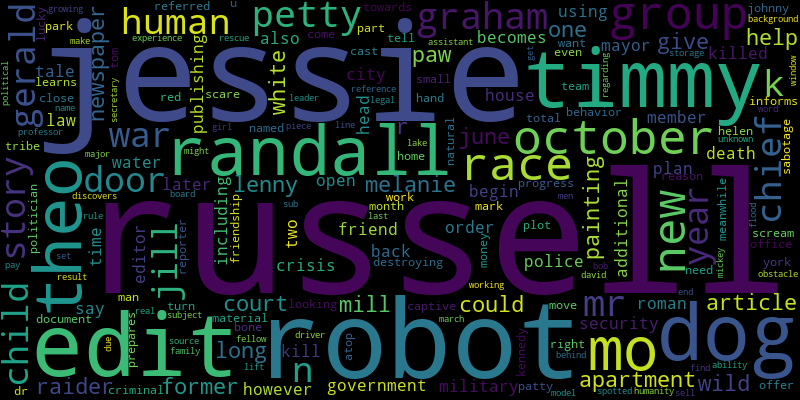 jessie
russell
robot
timmy
randall
edit
dog
theo
group
october
race
mo
door
war
human
petty
graham
gerald
newspaper
story
child
jill
new
year
chief
k
mr
white
paw
publishing
also
becomes
using
one
mayor
give
help
killed
johnny
background
referred
u
towards
come
part
tell
assistant
want
even
regarding
get
storage
team
window
informs
word
lucky
growing
park
make
tale
learns
close
name
law
professor
tribe
political
experience
rescue
cast
reference
legal
small
leader
red
scare
city
head
hand
house
r
piece
line
girl
named
natural
tom
secretary
june
total
behavior
member
helen
unknown
death
sabotage
major
might
home
lake
water
later
lenny
open
melanie
begin
progress
plan
reason
men
need
meanwhile
flood
scream
office
york
mickey
obstacle
david
bob
painting
additional
police
plot
order
money
mark
work
last
month
sub
friend
back
destroying
crisis
two
including
friendship
reporter
editor
time
discovers
board
rule
set
politician
pay
result
say
man
turn
real
subject
document
due
prepares
source
family
material
bone
fellow
driver
lift
court
looking
long
kill
mill
captive
march
atop
working
could
kennedy
move
right
behind
roman
security
article
end
find
ability
offer
sell
humanity
spotted
wild
apartment
model
patty
military
government
however
n
former
criminal
raider
dr